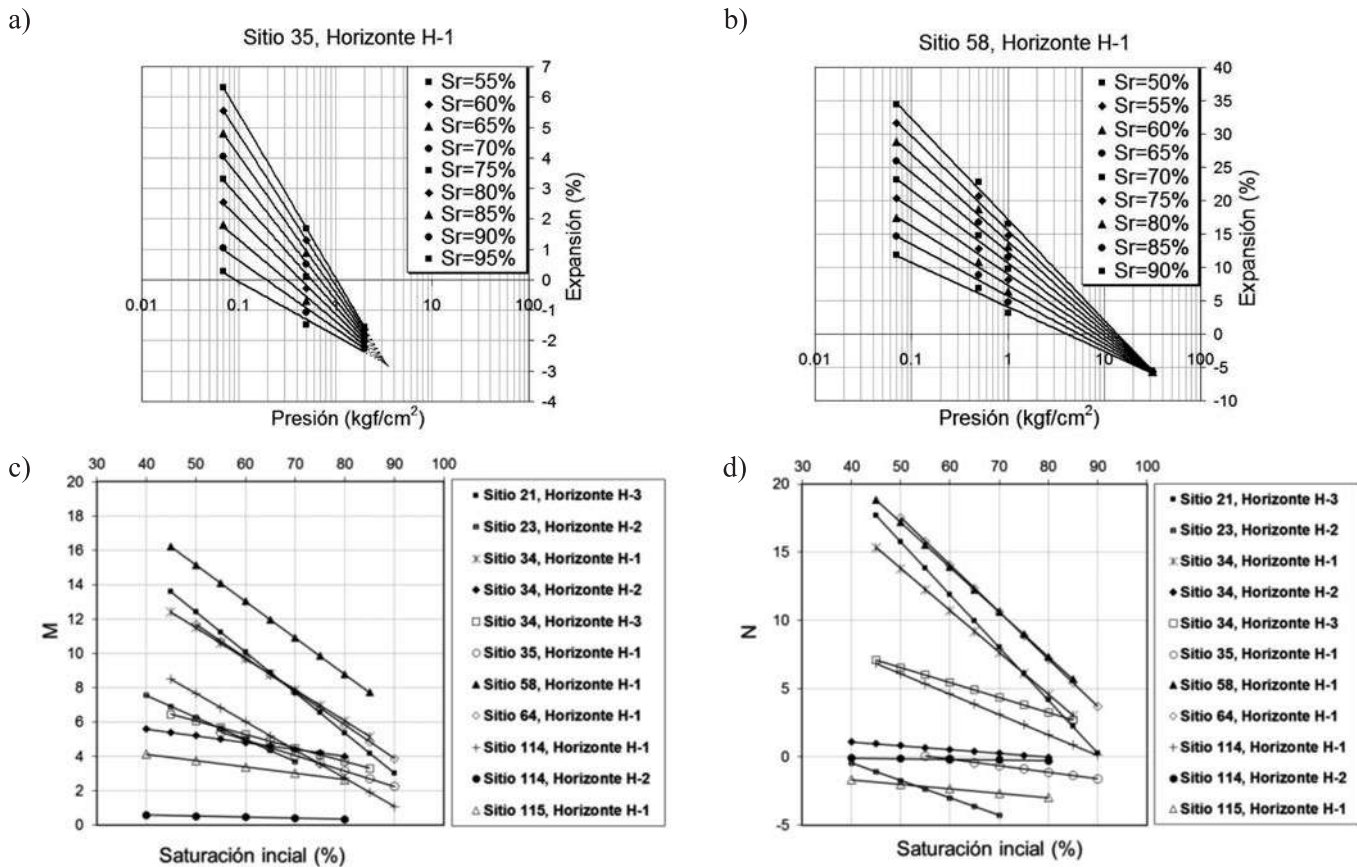 a)
Sitio 35, Horizonte H-1
7
6
5
4
3
2
1
0
-1
-2
-3
-4
Expansión (%)
0.01
0.1
1
10
100
Presión (kgf/cm²)
Sr=55%
Sr=60%
Sr=65%
Sr=70%
Sr=75%
Sr=80%
Sr=85%
Sr=90%
Sr=95%
b)
Sitio 58, Horizonte H-1
40
35
30
25
20
15
10
5
0
-5
-10
Expansión (%)
0.01
0.1
1
10
100
Presión (kgf/cm²)
Sr=50%
Sr=55%
Sr=60%
Sr=65%
Sr=70%
Sr=75%
Sr=80%
Sr=85%
Sr=90%
c)
30 40 50 60 70 80 90 100
20
18
16
14
12
10
8
6
4
2
0
M
Saturación incial (%)
Sitio 21, Horizonte H-3
Sitio 23, Horizonte H-2
Sitio 34, Horizonte H-1
Sitio 34, Horizonte H-2
Sitio 34, Horizonte H-3
Sitio 35, Horizonte H-1
Sitio 58, Horizonte H-1
Sitio 64, Horizonte H-1
Sitio 114, Horizonte H-1
Sitio 114, Horizonte H-2
Sitio 115, Horizonte H-1
d)
30 40 50 60 70 80 90 100
20
15
10
5
0
-5
N
Saturación incial (%)
Sitio 21, Horizonte H-3
Sitio 23, Horizonte H-2
Sitio 34, Horizonte H-1
Sitio 34, Horizonte H-2
Sitio 34, Horizonte H-3
Sitio 35, Horizonte H-1
Sitio 58, Horizonte H-1
Sitio 64, Horizonte H-1
Sitio 114, Horizonte H-1
Sitio 114, Horizonte H-2
Sitio 115, Horizonte H-1